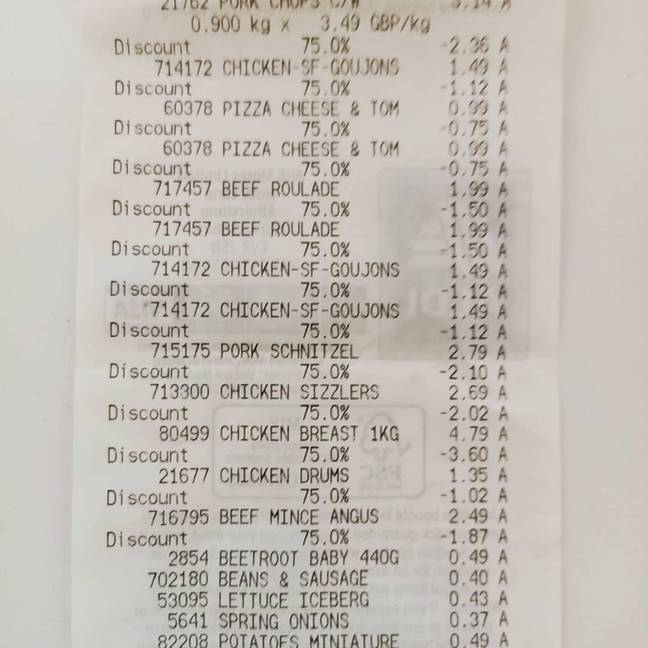 21762 PORK CHOPS C/W 3.14 A
0.900 kg x 3.49 GBP/kg
Discount 75.0% -2.36 A
714172 CHICKEN-SF-GOUJONS 1.49 A
Discount 75.0% -1.12 A
60378 PIZZA CHEESE & TOM 0.99 A
Discount 75.0% -0.75 A
60378 PIZZA CHEESE & TOM 0.99 A
Discount 75.0% -0.75 A
717457 BEEF ROULADE 1.99 A
Discount 75.0% -1.50 A
717457 BEEF ROULADE 1.99 A
Discount 75.0% -1.50 A
714172 CHICKEN-SF-GOUJONS 1.49 A
Discount 75.0% -1.12 A
714172 CHICKEN-SF-GOUJONS 1.49 A
Discount 75.0% -1.12 A
715175 PORK SCHNITZEL 2.79 A
Discount 75.0% -2.10 A
713300 CHICKEN SIZZLERS 2.69 A
Discount 75.0% -2.02 A
80499 CHICKEN BREAST 1KG 4.79 A
Discount 75.0% -3.60 A
21677 CHICKEN DRUMS 1.35 A
Discount 75.0% -1.02 A
716795 BEEF MINCE ANGUS 2.49 A
Discount 75.0% -1.87 A
2854 BEETROOT BABY 440G 0.49 A
702180 BEANS & SAUSAGE 0.40 A
53095 LETTUCE ICEBERG 0.43 A
5641 SPRING ONIONS 0.37 A
82208 POTATOES MINIATURE 0.49 A